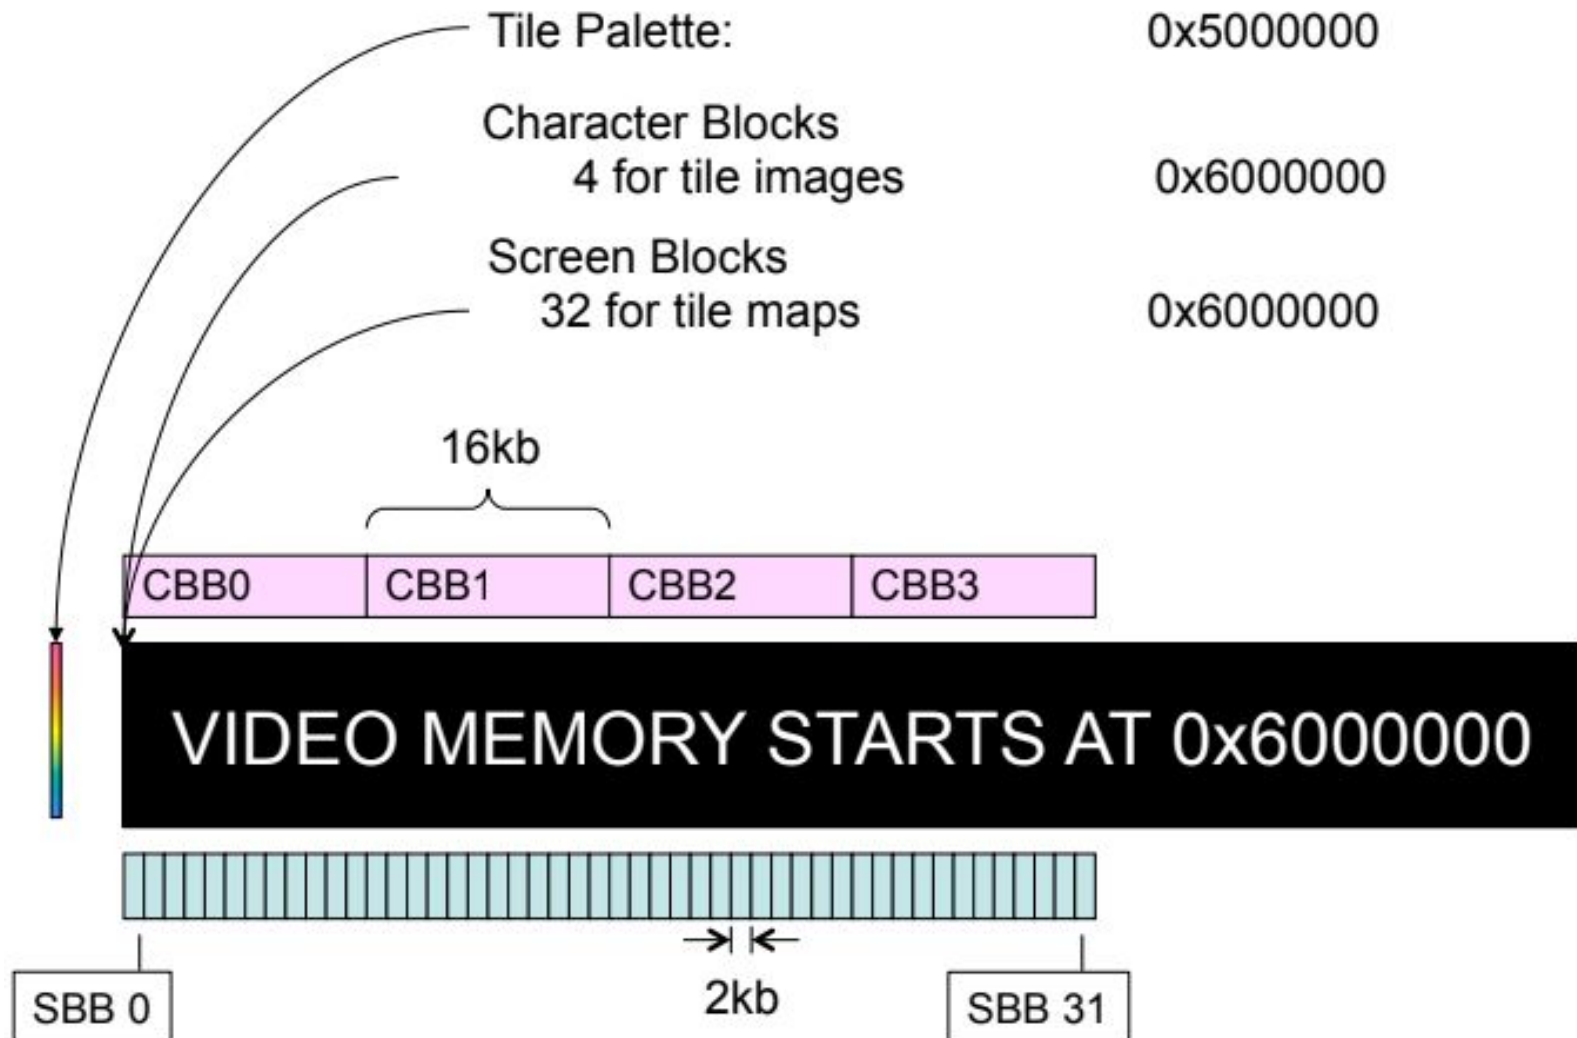 Tile Palette: 0x5000000
Character Blocks
4 for tile images 0x6000000
Screen Blocks
32 for tile maps 0x6000000
16kb
CBB0 CBB1 CBB2 CBB3
VIDEO MEMORY STARTS AT 0x6000000
2kb
SBB 0 SBB 31